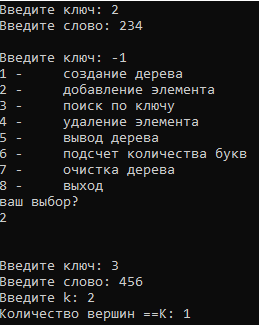 Введите ключ: 2
Введите слово: 234
Введите ключ: -1
1 - создание дерева
2 - добавление элемента
3 - поиск по ключу
4 - удаление элемента
5 - вывод дерева
6 - подсчет количества букв
7 - очистка дерева
8 - выход
ваш выбор?
2
Введите ключ: 3
Введите слово: 456
Введите k: 2
Количество вершин ==K: 1